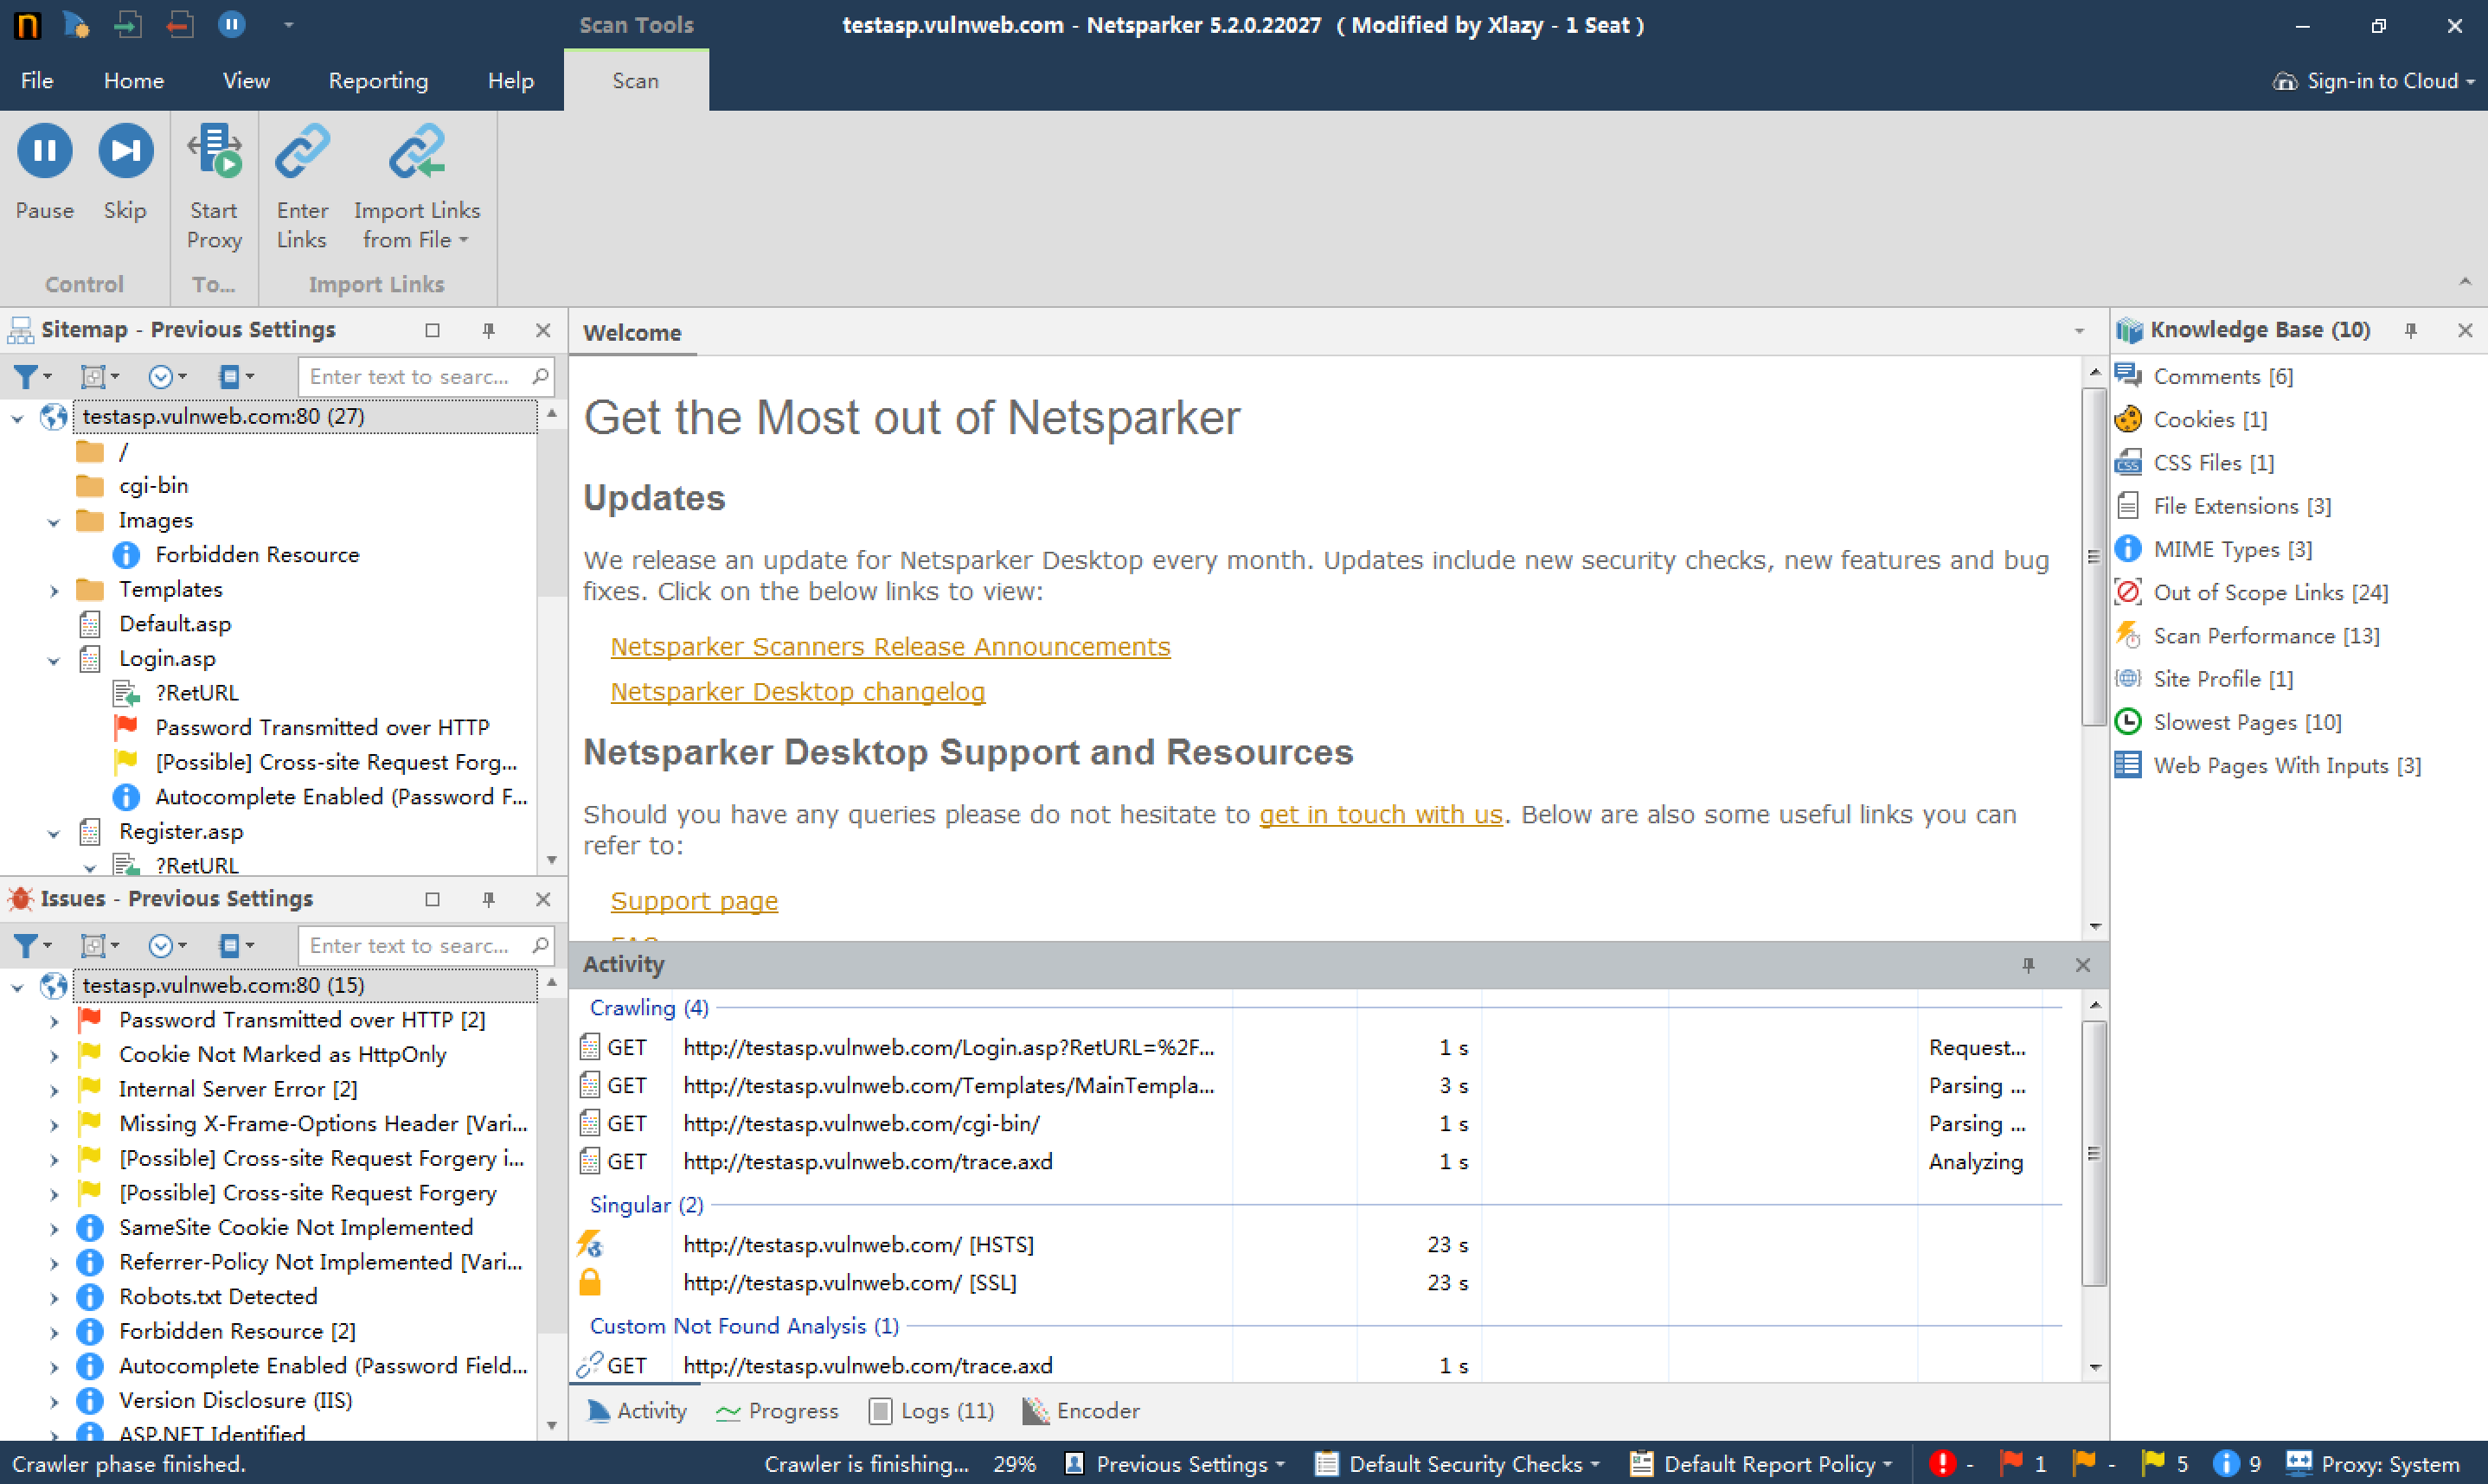 Scan Tools
testasp.vulnweb.com - Netsparker 5.2.0.22027 ( Modified by Xlazy - 1 Seat )
File
Home
View
Reporting
Help
Scan
Sign-in to Cloud
Pause
Skip
Start
Proxy
Enter
Links
Import Links
from File
Control
To...
Import Links
Sitemap - Previous Settings
Enter text to searc...
testasp.vulnweb.com:80 (27)
/
cgi-bin
Images
Forbidden Resource
Templates
Default.asp
Login.asp
?RetURL
Password Transmitted over HTTP
[Possible] Cross-site Request Forg...
Autocomplete Enabled (Password F...
Register.asp
?RetURL
Issues - Previous Settings
Enter text to searc...
testasp.vulnweb.com:80 (15)
Password Transmitted over HTTP [2]
Cookie Not Marked as HttpOnly
Internal Server Error [2]
Missing X-Frame-Options Header [Vari...
[Possible] Cross-site Request Forgery i...
[Possible] Cross-site Request Forgery
SameSite Cookie Not Implemented
Referrer-Policy Not Implemented [Vari...
Robots.txt Detected
Forbidden Resource [2]
Autocomplete Enabled (Password Field...
Version Disclosure (IIS)
ASP.NET Identified
Welcome
Get the Most out of Netsparker
Updates
We release an update for Netsparker Desktop every month. Updates include new security checks, new features and bug
fixes. Click on the below links to view:
Netsparker Scanners Release Announcements
Netsparker Desktop changelog
Netsparker Desktop Support and Resources
Should you have any queries please do not hesitate to get in touch with us. Below are also some useful links you can
refer to:
Support page
FAQ
Activity
Crawling (4)
GET http://testasp.vulnweb.com/Login.asp?RetURL=%2F... 1 s Request...
GET http://testasp.vulnweb.com/Templates/MainTempla... 3 s Parsing ...
GET http://testasp.vulnweb.com/cgi-bin/ 1 s Parsing ...
GET http://testasp.vulnweb.com/trace.axd 1 s Analyzing
Singular (2)
http://testasp.vulnweb.com/ [HSTS] 23 s
http://testasp.vulnweb.com/ [SSL] 23 s
Custom Not Found Analysis (1)
GET http://testasp.vulnweb.com/trace.axd 1 s
Activity
Progress
Logs (11)
Encoder
Knowledge Base (10)
Comments [6]
Cookies [1]
CSS Files [1]
File Extensions [3]
MIME Types [3]
Out of Scope Links [24]
Scan Performance [13]
Site Profile [1]
Slowest Pages [10]
Web Pages With Inputs [3]
Crawler phase finished.
Crawler is finishing... 29%
Previous Settings
Default Security Checks
Default Report Policy
- 1 - 5 9
Proxy: System